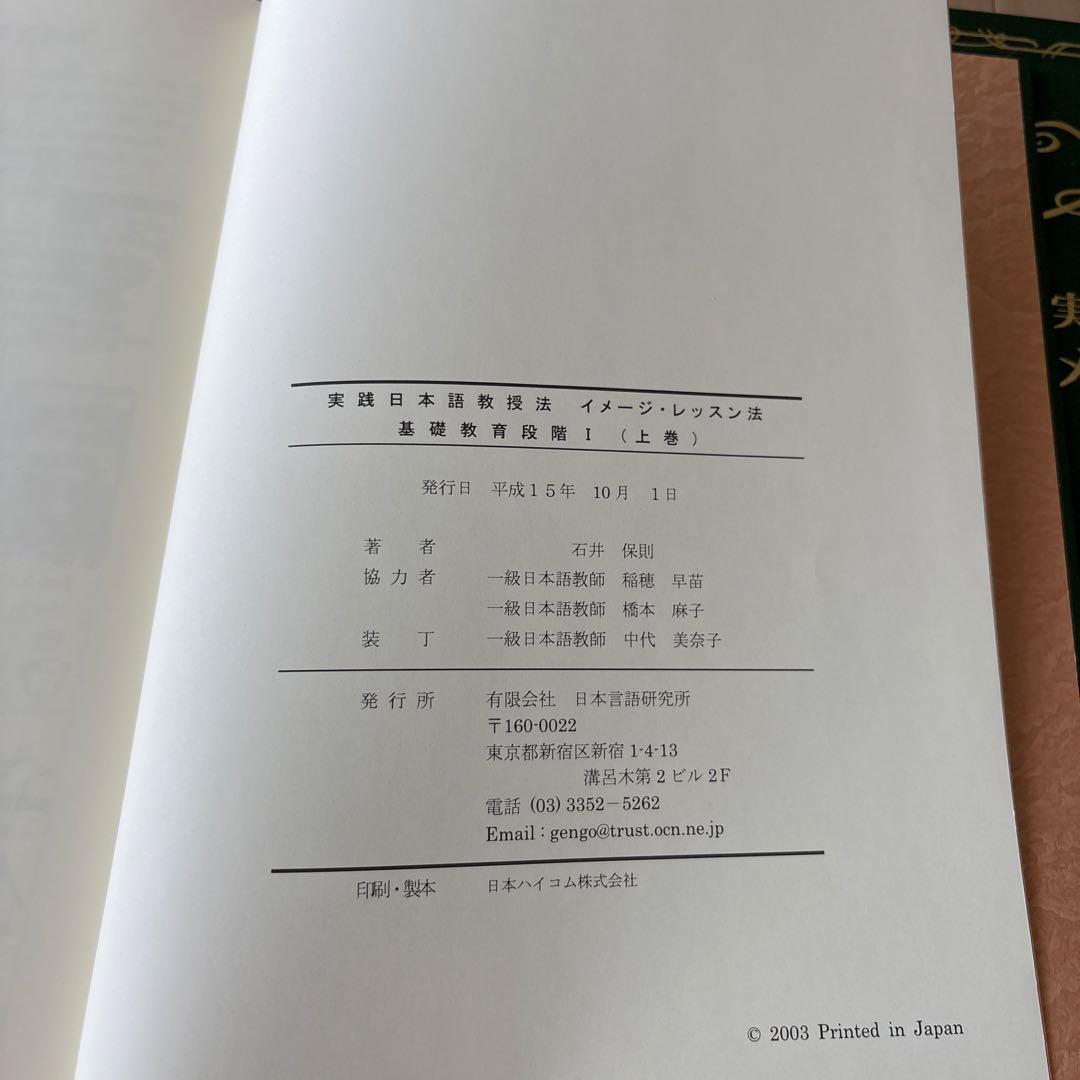 実践日本語教授法 イメージ・レッスン法
基礎教育段階Ⅰ（上巻）
発行日 平成15年 10月 1日
著者 石井 保則
協力者 一級日本語教師 稲穂 早苗
一級日本語教師 橋本 麻子
装丁 一級日本語教師 中代 美奈子
発行所 有限会社 日本言語研究所
〒160-0022
東京都新宿区新宿1-4-13
溝呂木第2ビル2F
電話 (03) 3352-5262
Email : gengo@trust.ocn.ne.jp
印刷・製本 日本ハイコム株式会社
© 2003 Printed in Japan
実